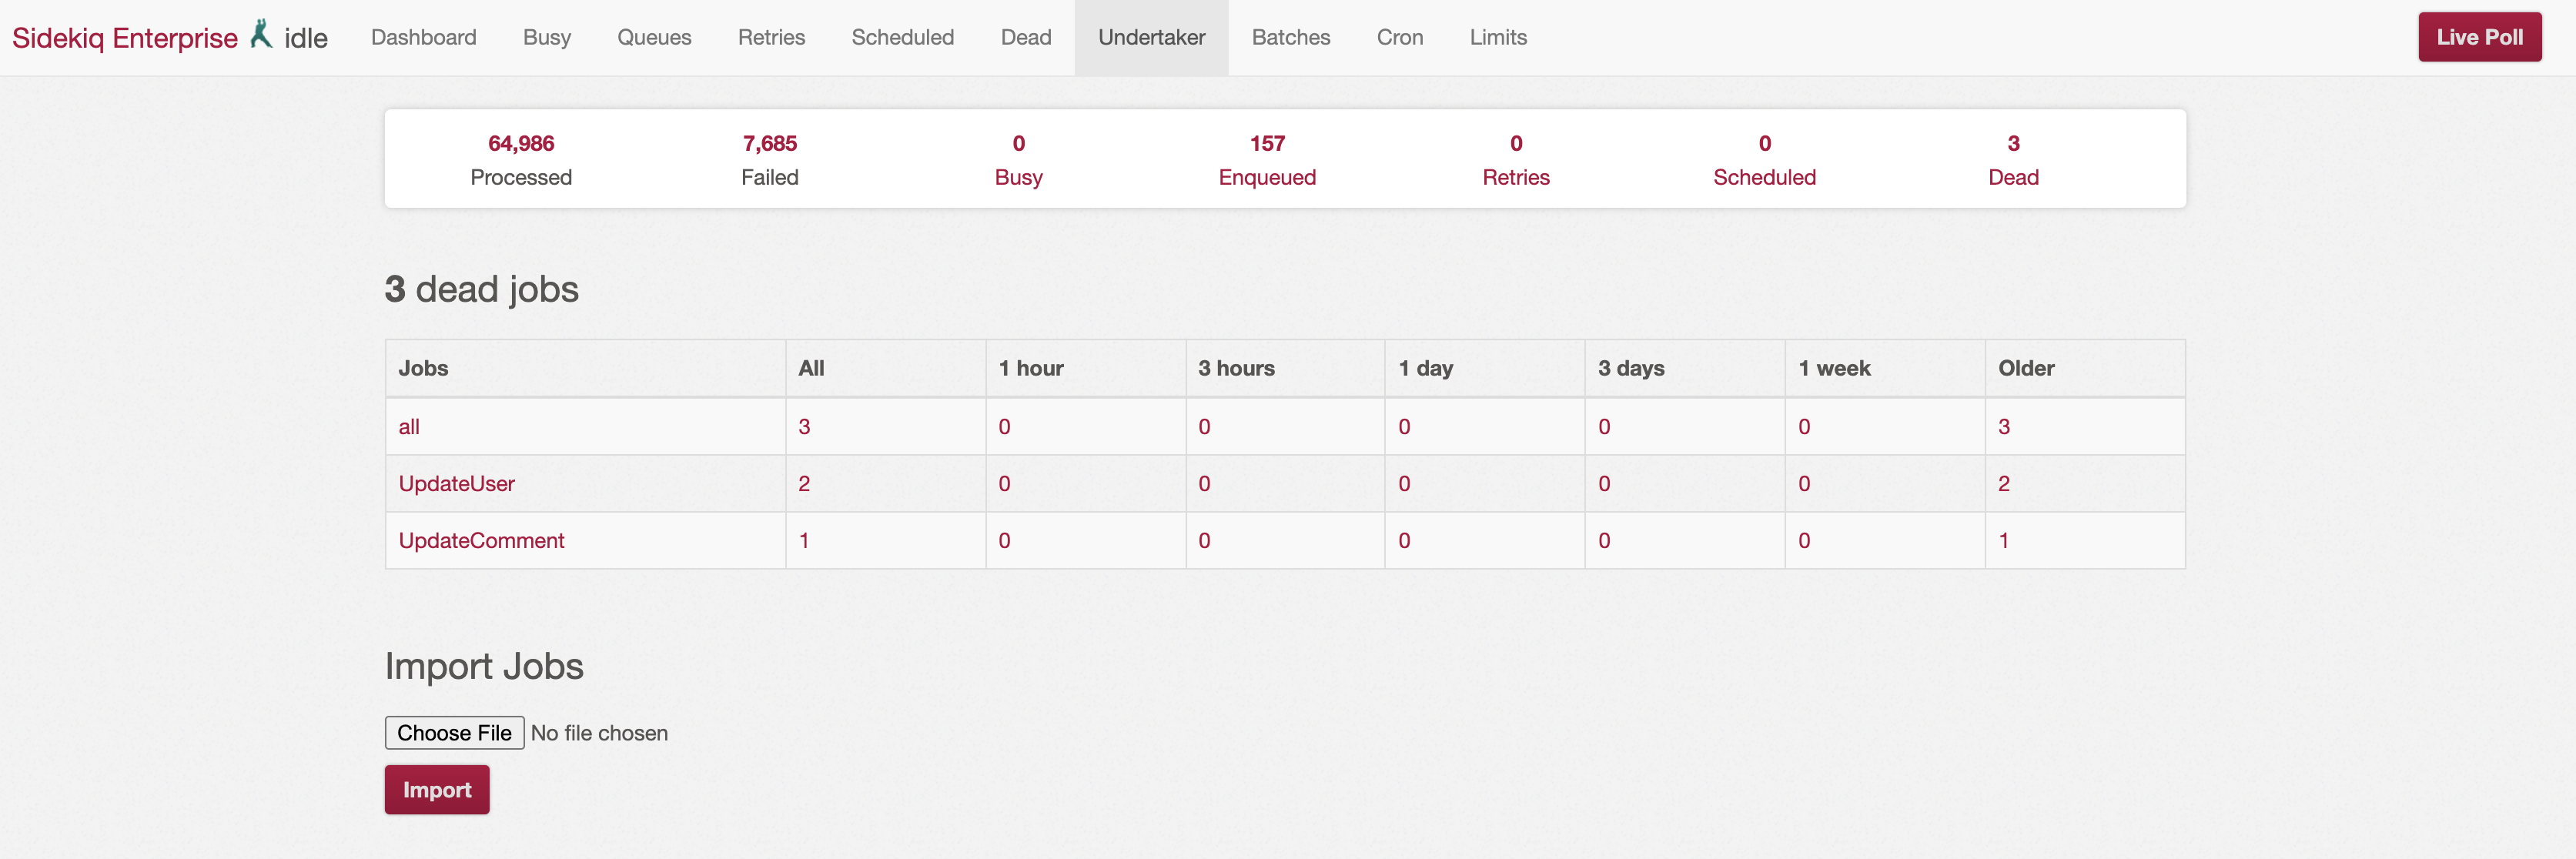 Sidekiq Enterprise idle Dashboard Busy Queues Retries Scheduled Dead Undertaker Batches Cron Limits Live Poll
64,986 7,685 0 157 0 0 3
Processed Failed Busy Enqueued Retries Scheduled Dead
3 dead jobs
Jobs All 1 hour 3 hours 1 day 3 days 1 week Older
all 3 0 0 0 0 0 3
UpdateUser 2 0 0 0 0 0 2
UpdateComment 1 0 0 0 0 0 1
Import Jobs
Choose File No file chosen
Import